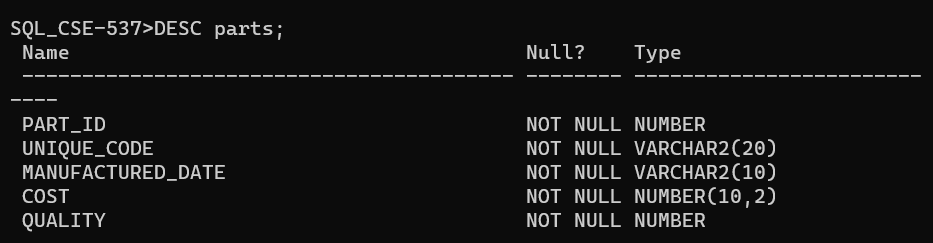 SQL_CSE-537>DESC parts;
 Name                                      Null?    Type
 ----------------------------------------- -------- ------------------------
----
 PART_ID                                   NOT NULL NUMBER
 UNIQUE_CODE                               NOT NULL VARCHAR2(20)
 MANUFACTURED_DATE                         NOT NULL VARCHAR2(10)
 COST                                      NOT NULL NUMBER(10,2)
 QUALITY                                   NOT NULL NUMBER